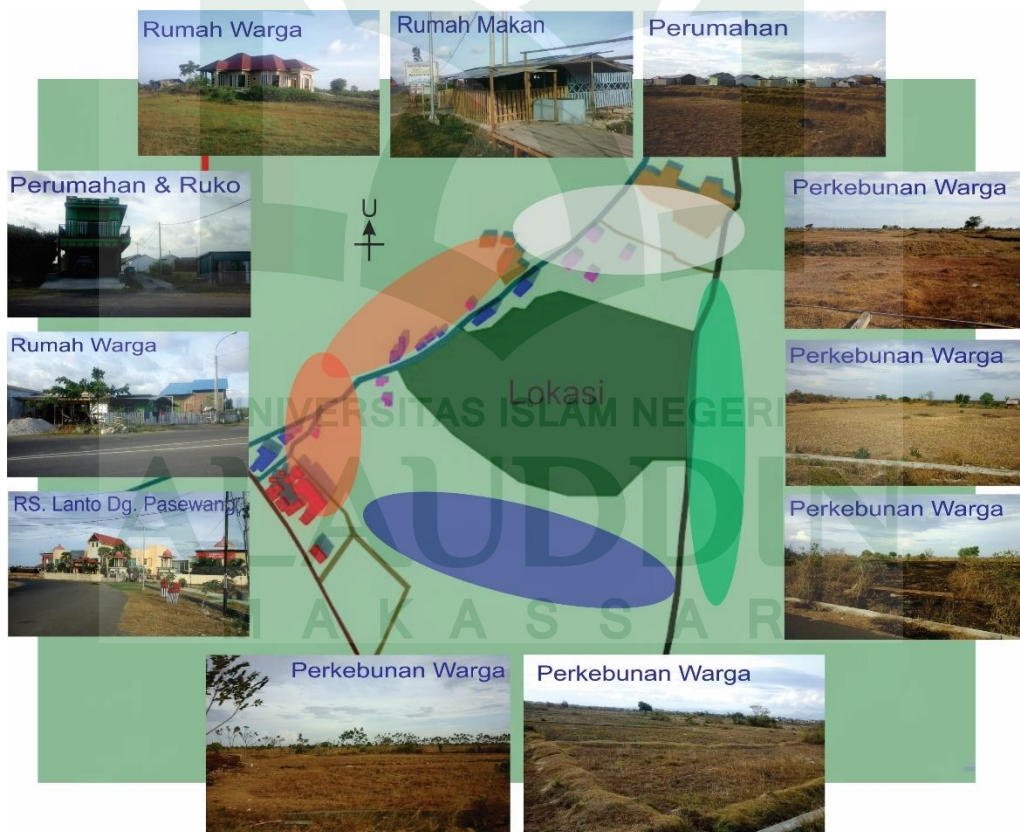 Rumah Warga
Rumah Makan
Perumahan
Perumahan & Ruko
Perkebunan Warga
U
Rumah Warga
Perkebunan Warga
Lokasi
UNIVERSITAS ISLAM NEGERI
ALAUDDIN
MAKASSAR
RS. Lanto Dg. Pasewang
Perkebunan Warga
Perkebunan Warga
Perkebunan Warga